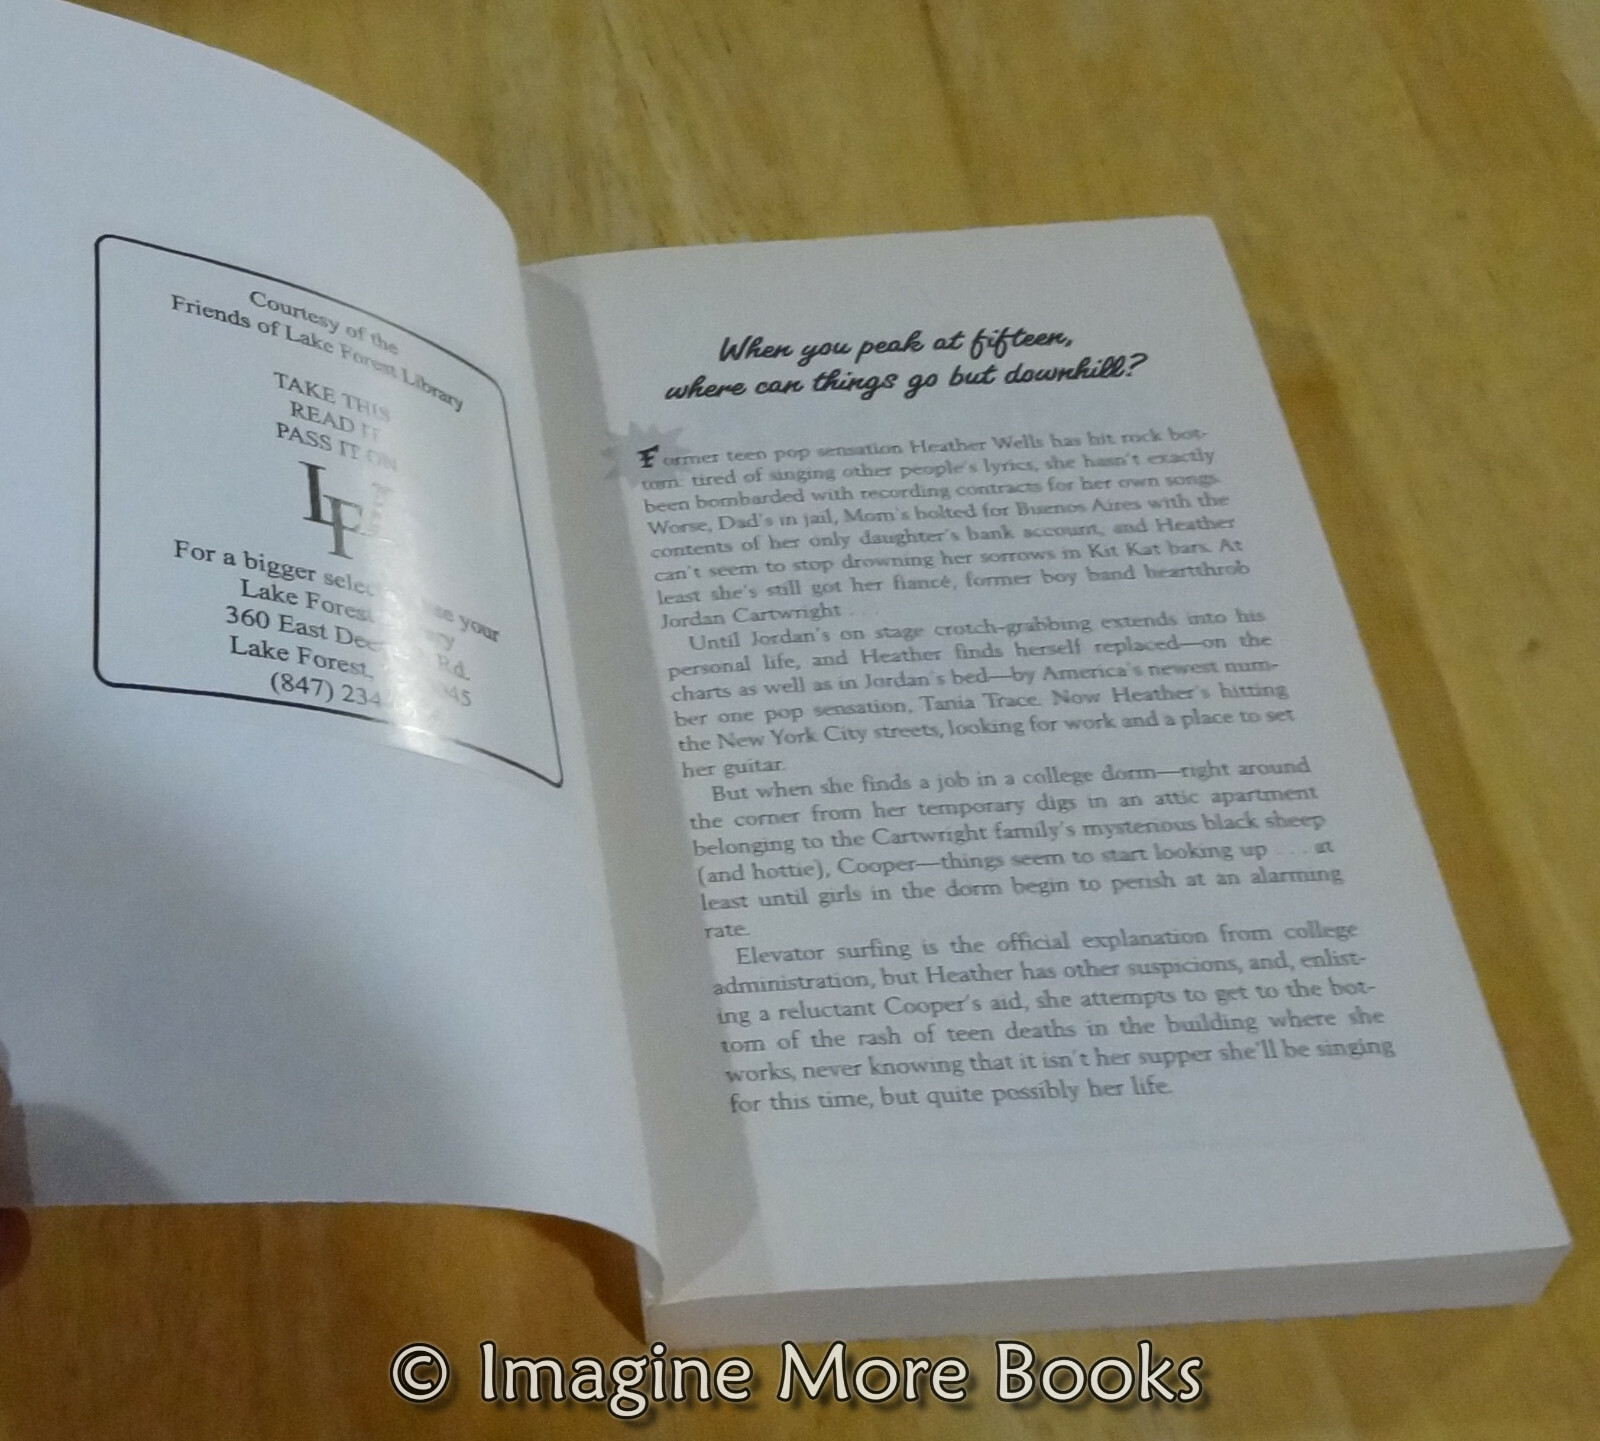 Courtesy of the
Friends of Lake Forest Library
TAKE THIS
READ IT
PASS IT ON
LF
For a bigger your
Lake Forest
360 East Rd.
Lake Forest,
(847) 234
When you peak at fifteen,
where can things go but downhill?
Former teen pop sensation Heather Wells has hit rock bot-
tom: tired of singing other people's lyrics, she hasn't exactly
been bombarded with recording contracts for her own songs.
Worse, Dad's in jail, Mom's bolted for Buenos Aires with the
contents of her only daughter's bank account, and Heather
can't seem to stop drowning her sorrows in Kit Kat bars. At
least she's still got her fiancé, former boy band heartthrob
Jordan Cartwright . . .
Until Jordan's on stage crotch-grabbing extends into his
personal life, and Heather finds herself replaced—on the
charts as well as in Jordan's bed—by America's newest num-
ber one pop sensation, Tania Trace. Now Heather's hitting
the New York City streets, looking for work and a place to set
her guitar.
But when she finds a job in a college dorm—right around
the corner from her temporary digs in an attic apartment
belonging to the Cartwright family's mysterious black sheep
(and hottie), Cooper—things seem to start looking up . . . at
least until girls in the dorm begin to perish at an alarming
rate.
Elevator surfing is the official explanation from college
administration, but Heather has other suspicions, and, enlist-
ing a reluctant Cooper's aid, she attempts to get to the bot-
tom of the rash of teen deaths in the building where she
works, never knowing that it isn't her supper she'll be singing
for this time, but quite possibly her life.
© Imagine More Books